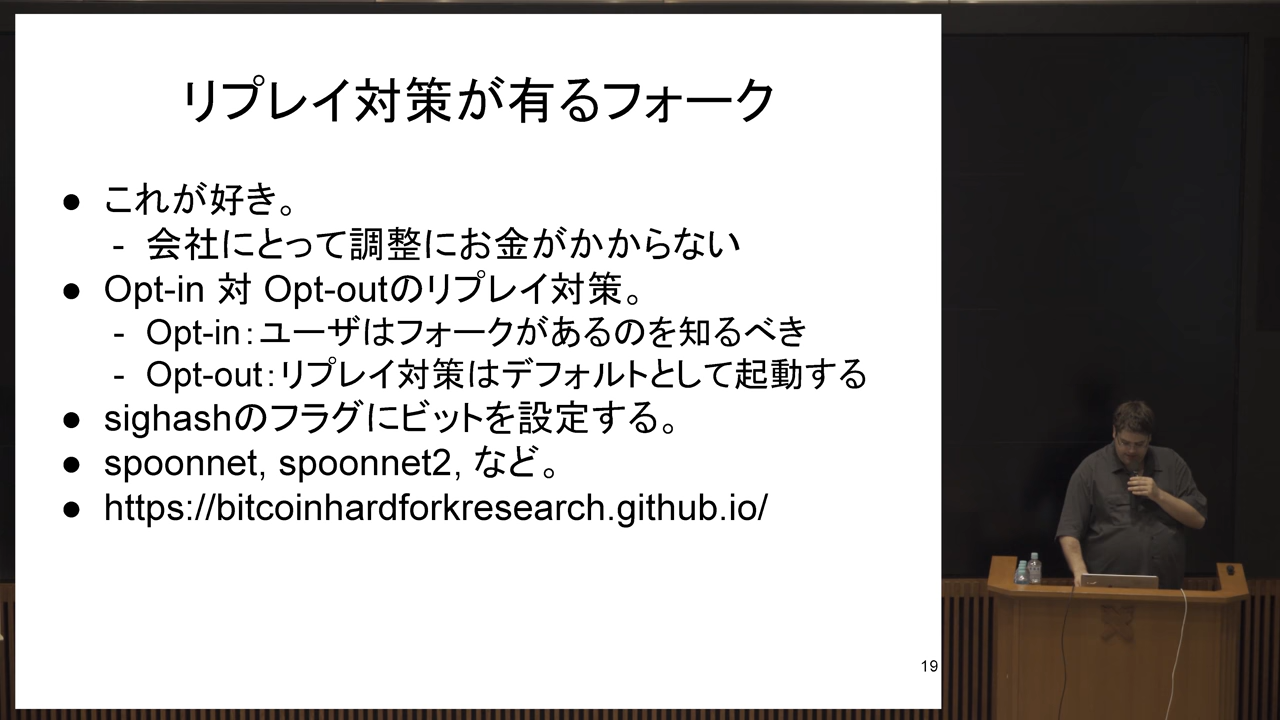 リプレイ対策が有るフォーク
● これが好き。
- 会社にとって調整にお金がかからない
● Opt-in 対 Opt-outのリプレイ対策。
- Opt-in：ユーザはフォークがあるのを知るべき
- Opt-out：リプレイ対策はデフォルトとして起動する
● sighashのフラグにビットを設定する。
● spoonnet, spoonnet2, など。
● https://bitcoinhardforkresearch.github.io/
19